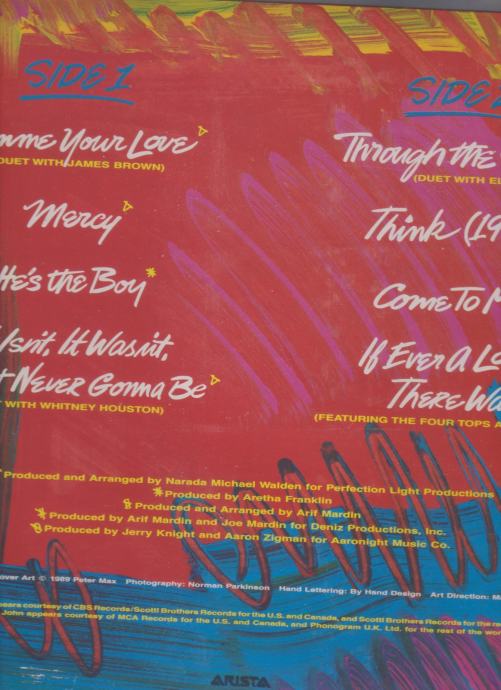 SIDE 1
mme Your Love
DUET WITH JAMES BROWN)
Mercy
He's the Boy*
Isn't, It Wasn't,
t Never Gonna Be
WITH WHITNEY HOUSTON)
SIDE
Through the
(DUET WITH EL
Think (19
Come To
If Ever A Lo
There Wa
(FEATURING THE FOUR TOPS A
Produced and Arranged by Narada Michael Walden for Perfection Light Productions
*Produced by Aretha Franklin
Produced and Arranged by Arif Mardin
Produced by Arif Mardin and Joe Mardin for Deniz Productions, Inc.
Produced by Jerry Knight and Aaron Zigman for Aaronight Music Co.
over Art © 1989 Peter Max Photography: Norman Parkinson Hand Lettering: By Hand Design Art Direction: M
pears courtesy of CBS Records/Scotti Brothers Records for the U.S. and Canada, and Scotti Brothers Records for the re
John appears courtesy of MCA Records for the U.S. and Canada, and Phonogram U.K. Ltd. for the rest of the wor
ARISTA